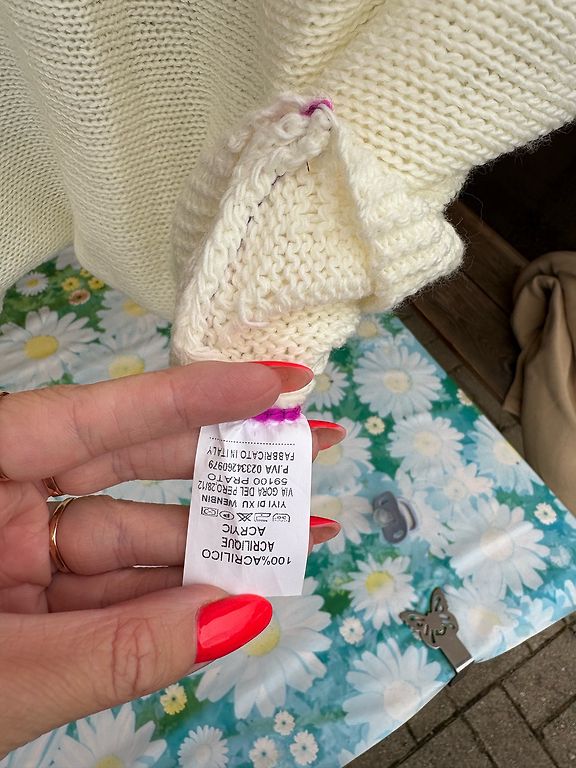 100%ACRILICO
ACRILIQUE
ACRYLIC
YIYI DI XU WENBIN
VIA GORA DEL PERO,28/12
59100 PRATO
P.IVA 02334260979
FABBRICATO IN ITALY